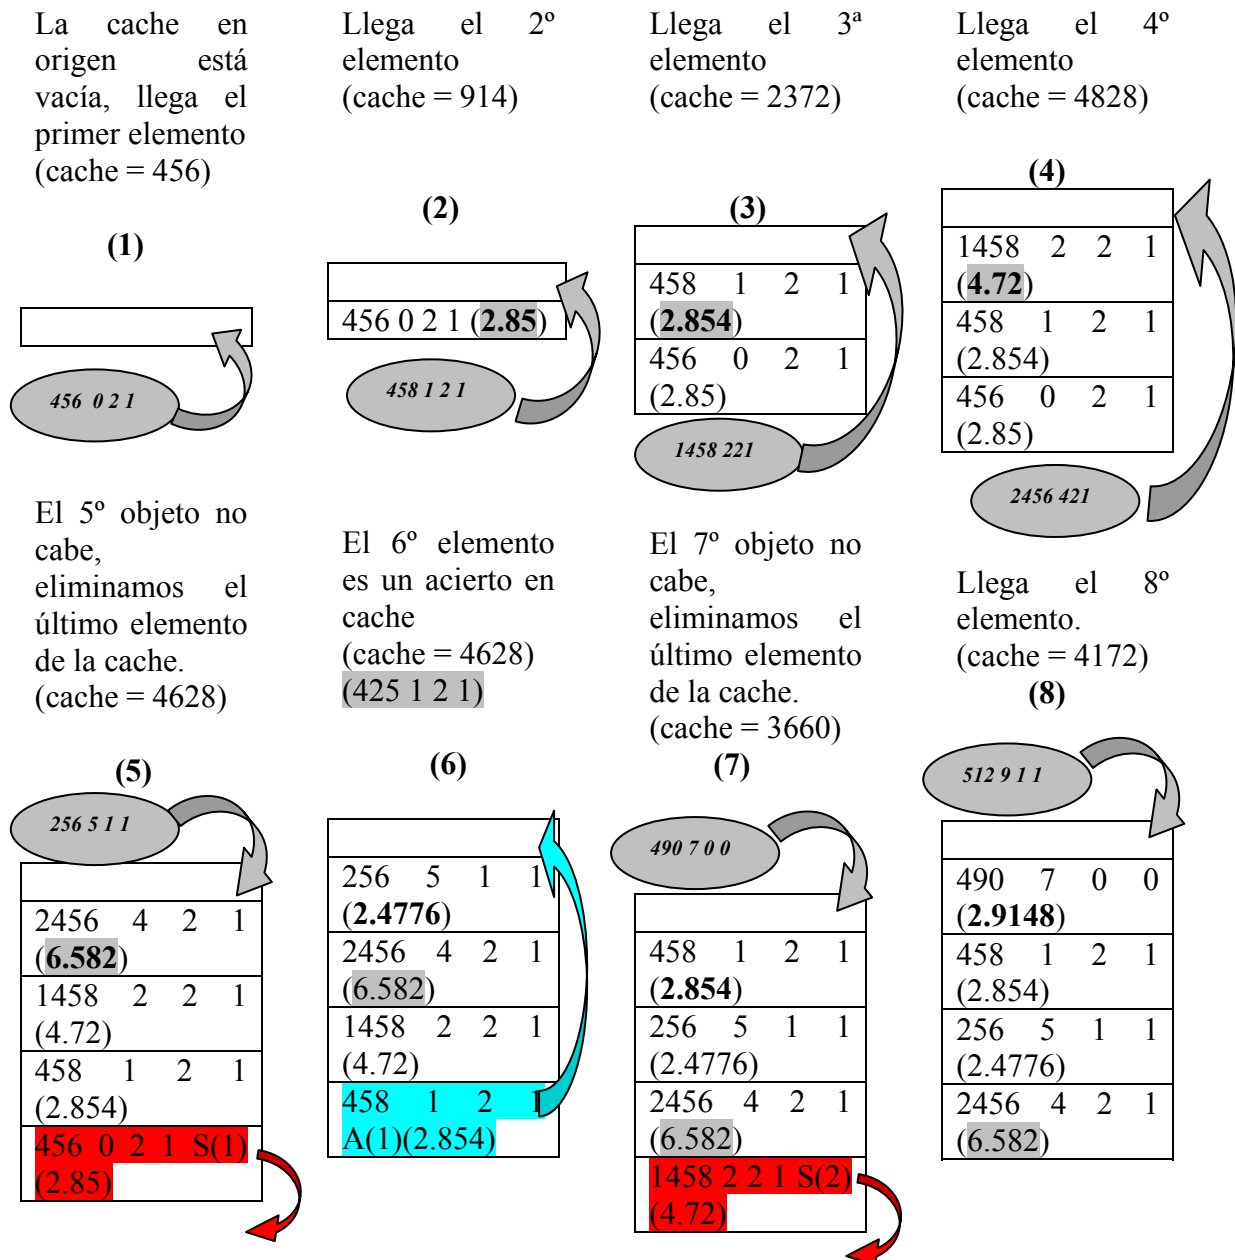 La cache en
origen está
vacía, llega el
primer elemento
(cache = 456)
(1)
456 0 2 1
Llega el 2º
elemento
(cache = 914)
(2)
456 0 2 1 (2.85)
458 1 2 1
Llega el 3ª
elemento
(cache = 2372)
(3)
458 1 2 1
(2.854)
456 0 2 1
(2.85)
1458 221
Llega el 4º
elemento
(cache = 4828)
(4)
1458 2 2 1
(4.72)
458 1 2 1
(2.854)
456 0 2 1
(2.85)
2456 421
El 5º objeto no
cabe,
eliminamos el
último elemento
de la cache.
(cache = 4628)
(5)
256 5 1 1
2456 4 2 1
(6.582)
1458 2 2 1
(4.72)
458 1 2 1
(2.854)
456 0 2 1 S(1)
(2.85)
El 6º elemento
es un acierto en
cache
(cache = 4628)
(425 1 2 1)
(6)
256 5 1 1
(2.4776)
2456 4 2 1
(6.582)
1458 2 2 1
(4.72)
458 1 2 1
A(1)(2.854)
El 7º objeto no
cabe,
eliminamos el
último elemento
de la cache.
(cache = 3660)
(7)
490 7 0 0
458 1 2 1
(2.854)
256 5 1 1
(2.4776)
2456 4 2 1
(6.582)
1458 2 2 1 S(2)
(4.72)
Llega el 8º
elemento.
(cache = 4172)
(8)
512 9 1 1
490 7 0 0
(2.9148)
458 1 2 1
(2.854)
256 5 1 1
(2.4776)
2456 4 2 1
(6.582)